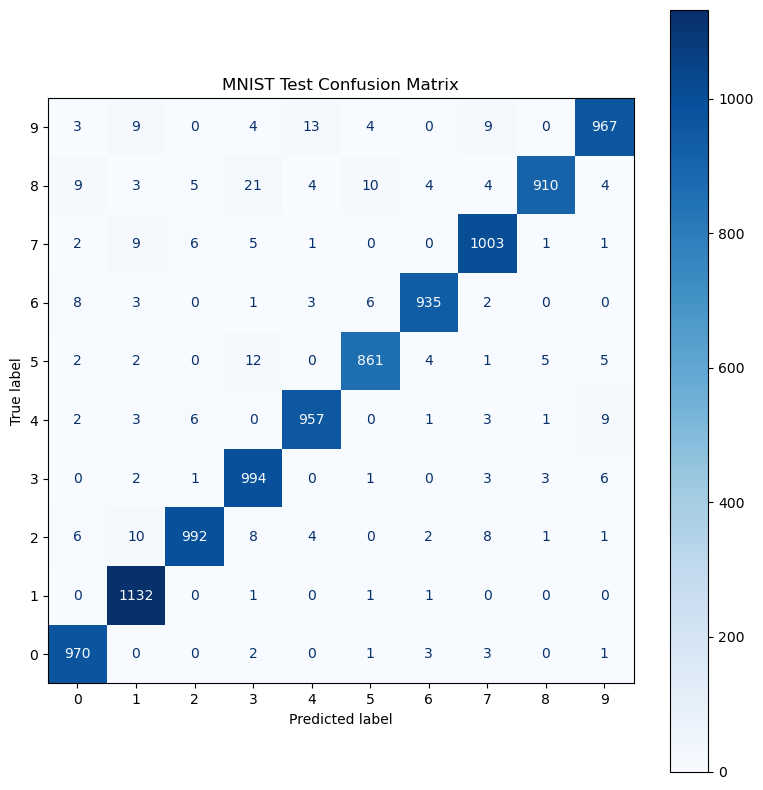 MNIST Test Confusion Matrix
9 3 9 0 4 13 4 0 9 0 967
8 9 3 5 21 4 10 4 4 910 4
7 2 9 6 5 1 0 0 1003 1 1
6 8 3 0 1 3 6 935 2 0 0
5 2 2 0 12 0 861 4 1 5 5
4 2 3 6 0 957 0 1 3 1 9
3 0 2 1 994 0 1 0 3 3 6
2 6 10 992 8 4 0 2 8 1 1
1 0 1132 0 1 0 1 1 0 0 0
0 970 0 0 2 0 1 3 3 0 1
0 1 2 3 4 5 6 7 8 9
Predicted label
True label
1000
800
600
400
200
0